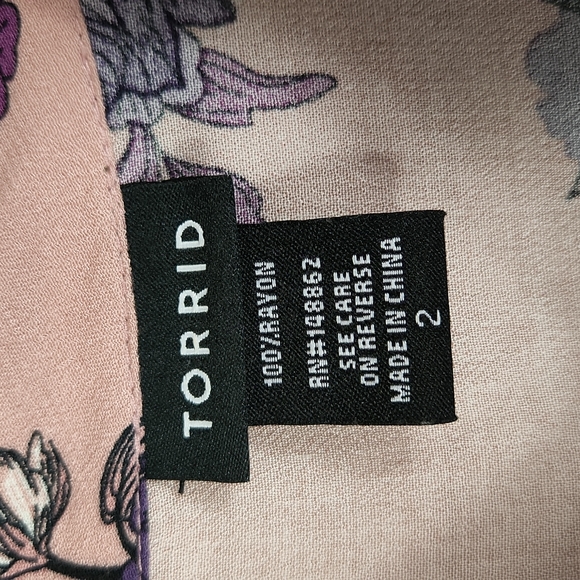 TORRID
100%RAYON
RN#148862
SEE CARE
ON REVERSE
MADE IN CHINA
2